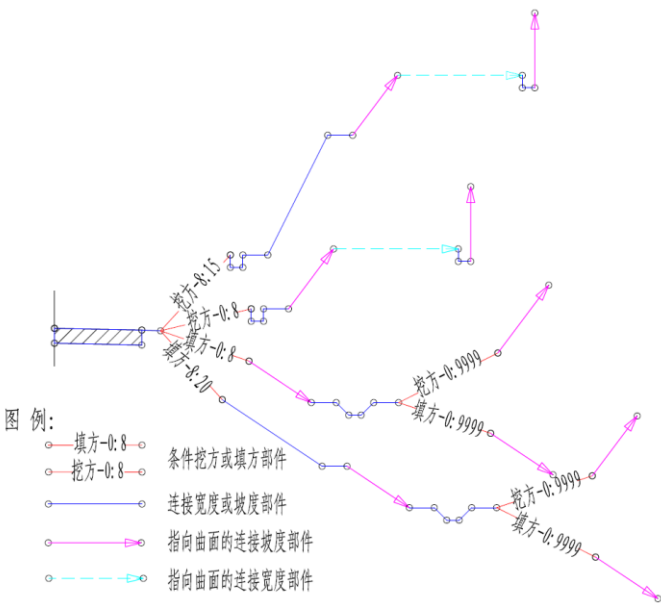 挖方-8:15
挖方-0:8
填方-0:8
填方-8:20
挖方-0:9999
填方-0:9999
挖方-0:9999
填方-0:9999
图 例:
填方-0:8
挖方-0:8
条件挖方或填方部件
连接宽度或坡度部件
指向曲面的连接坡度部件
指向曲面的连接宽度部件